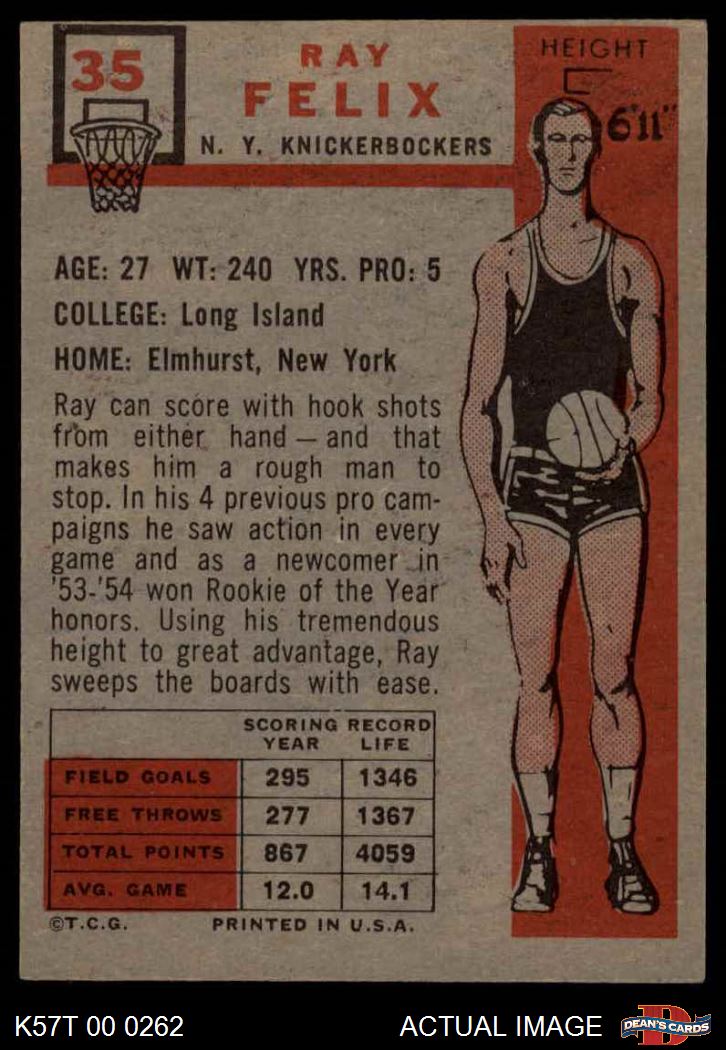 35
RAY
FELIX
N. Y. KNICKERBOCKERS
HEIGHT
6'11"
AGE: 27 WT: 240 YRS. PRO: 5
COLLEGE: Long Island
HOME: Elmhurst, New York
Ray can score with hook shots
from either hand — and that
makes him a rough man to
stop. In his 4 previous pro cam-
paigns he saw action in every
game and as a newcomer in
'53-'54 won Rookie of the Year
honors. Using his tremendous
height to great advantage, Ray
sweeps the boards with ease.
SCORING RECORD
YEAR LIFE
FIELD GOALS 295 1346
FREE THROWS 277 1367
TOTAL POINTS 867 4059
AVG. GAME 12.0 14.1
©T.C.G. PRINTED IN U.S.A.
K57T 00 0262 ACTUAL IMAGE
D
DEAN'S CARDS